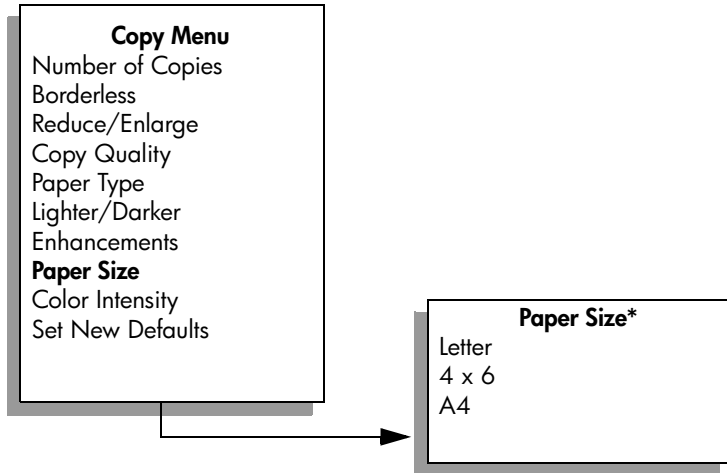 Copy Menu
Number of Copies
Borderless
Reduce/Enlarge
Copy Quality
Paper Type
Lighter/Darker
Enhancements
Paper Size
Color Intensity
Set New Defaults
Paper Size*
Letter
4 x 6
A4